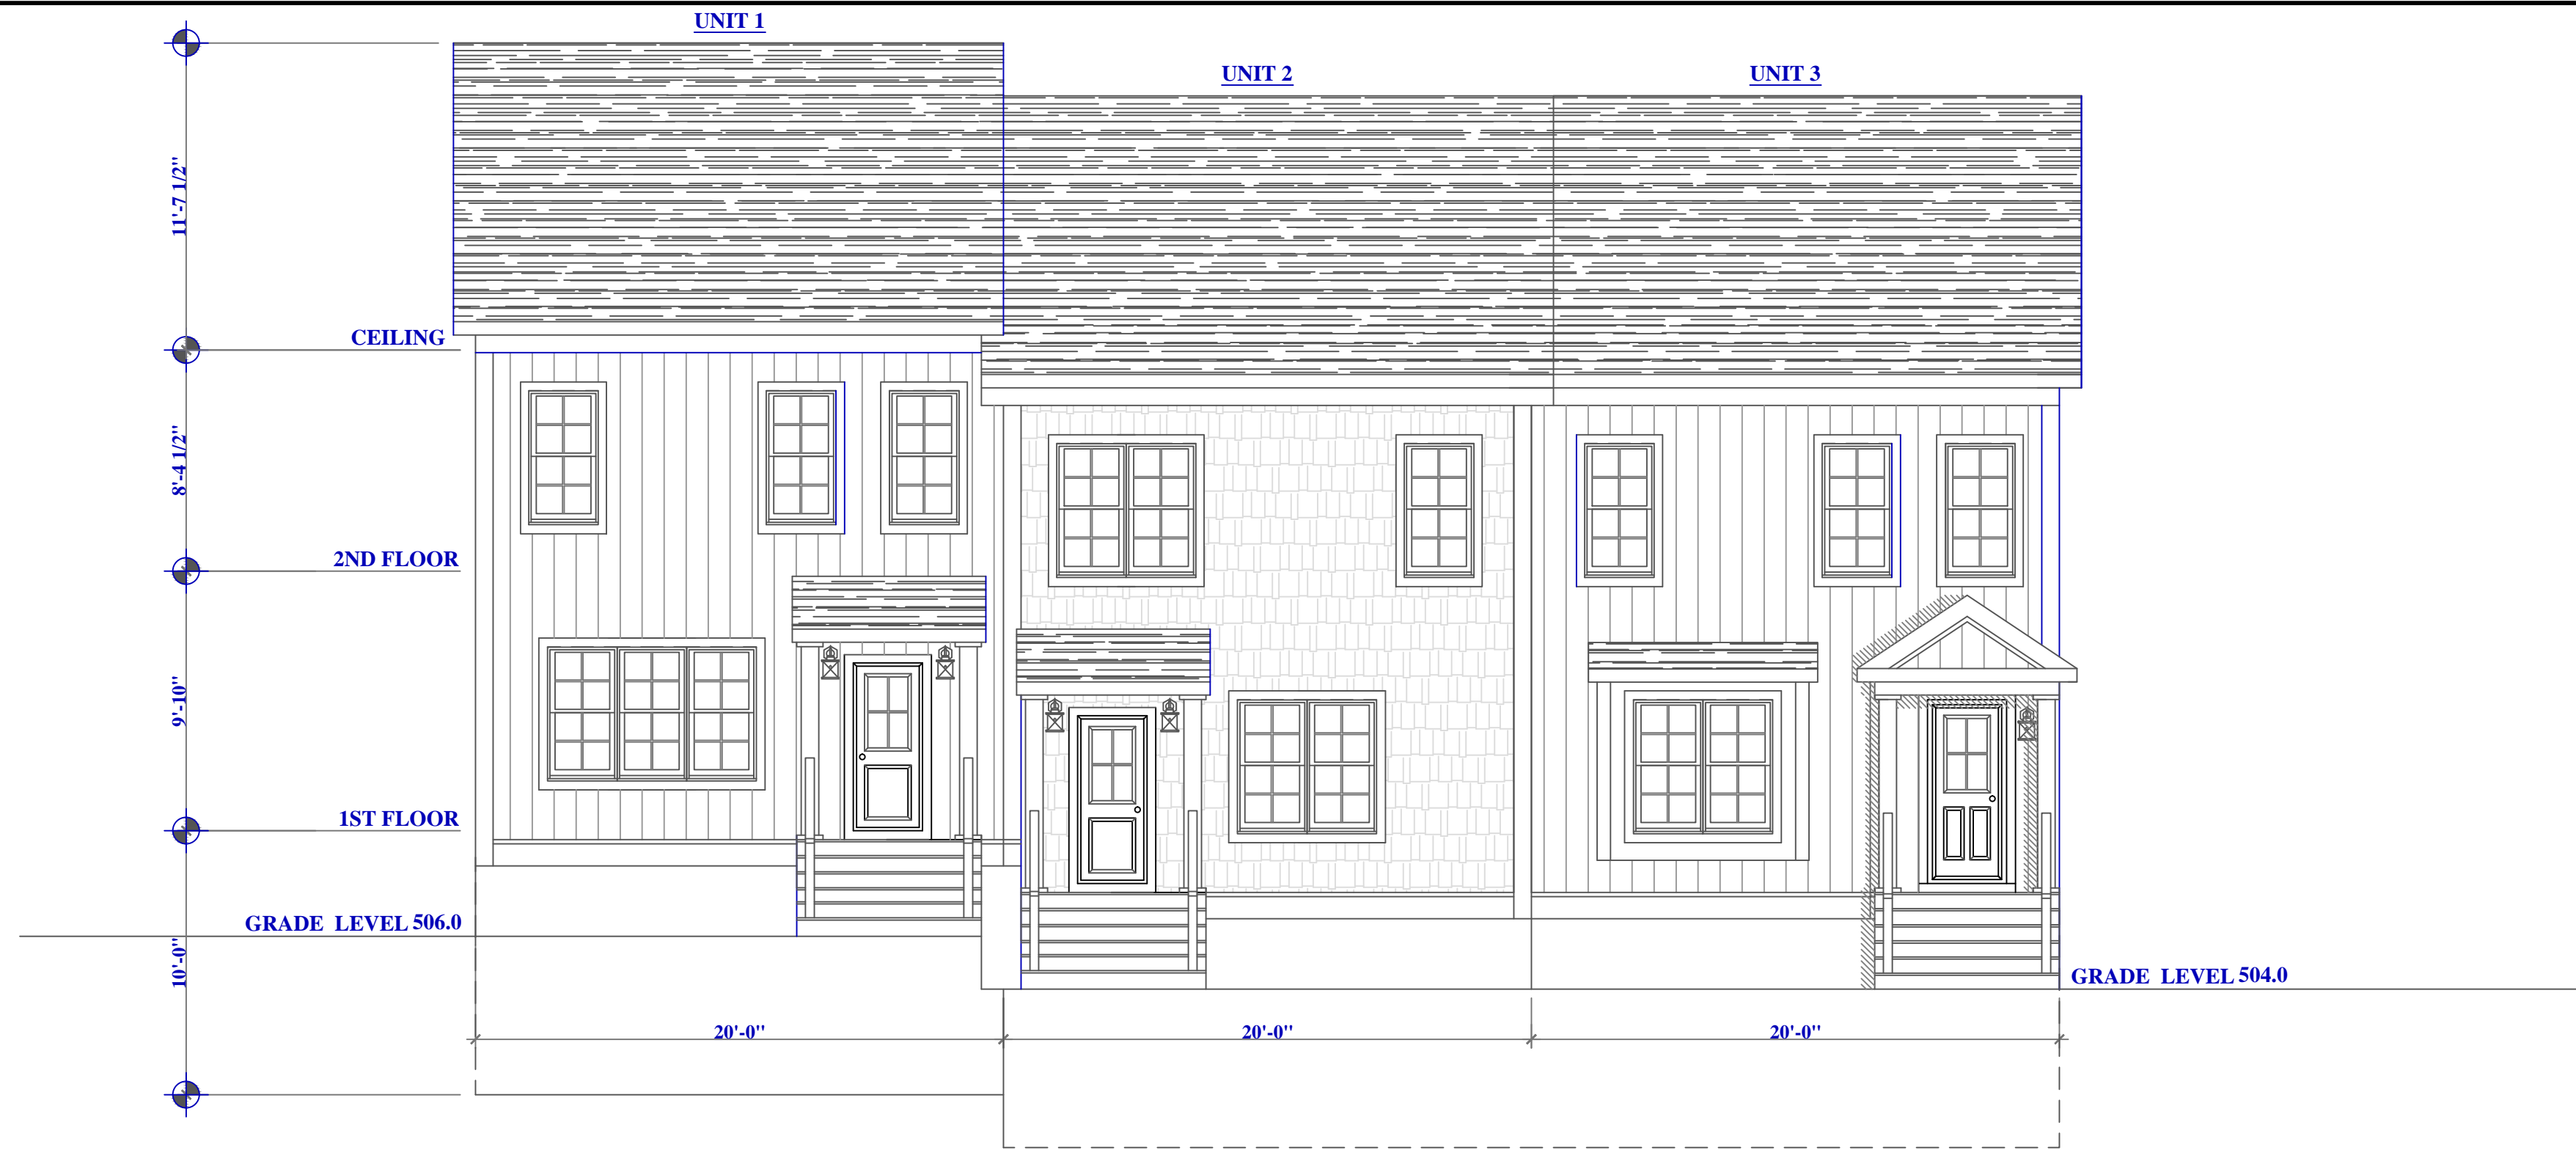 UNIT 1
UNIT 2
UNIT 3
11'-7 1/2"
CEILING
8'-4 1/2"
2ND FLOOR
9'-10"
1ST FLOOR
GRADE LEVEL 506.0
10'-0"
GRADE LEVEL 504.0
20'-0"
20'-0"
20'-0"